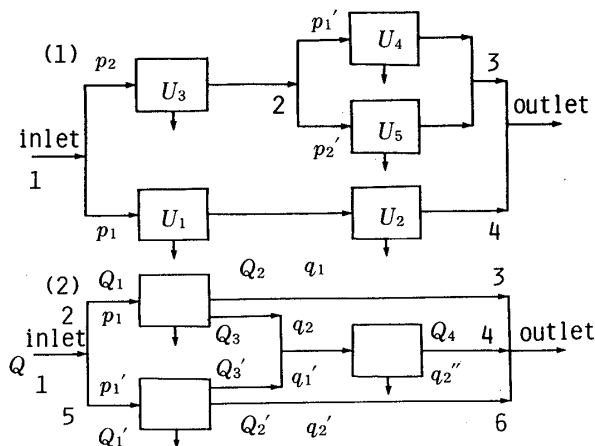 (1)
p₂
U₃
2
p₁′
U₄
3
p₂′
U₅
outlet
inlet
1
p₁
U₁
U₂
4
(2)
Q₁
Q₂ q₁
3
2
p₁
inlet
Q₃
q₂
Q₄
4
outlet
Q
1
Q₃′
q₁′
q₂″
p₁′
5
Q₁′
Q₂′ q₂′
6